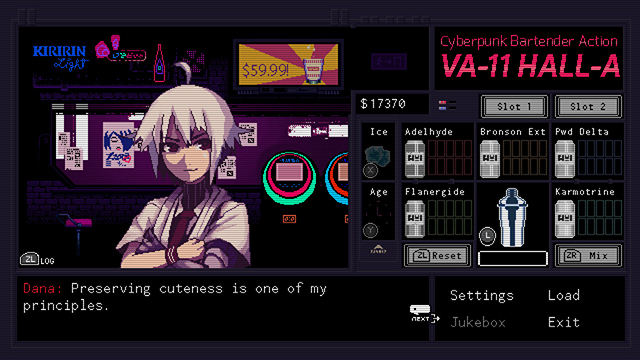 KIRIRIN
Light
$59.99!
Cyberpunk Bartender Action
VA-11 HALL-A
$17370
Slot 1
Slot 2
Ice
Adelhyde
Bronson Ext
Pwd Delta
X
Age
Flanergide
Karmotrine
Y
L
ZL Reset
ZR Mix
ZL LOG
Dana: Preserving cuteness is one of my
principles.
NEXT
Settings
Load
Jukebox
Exit